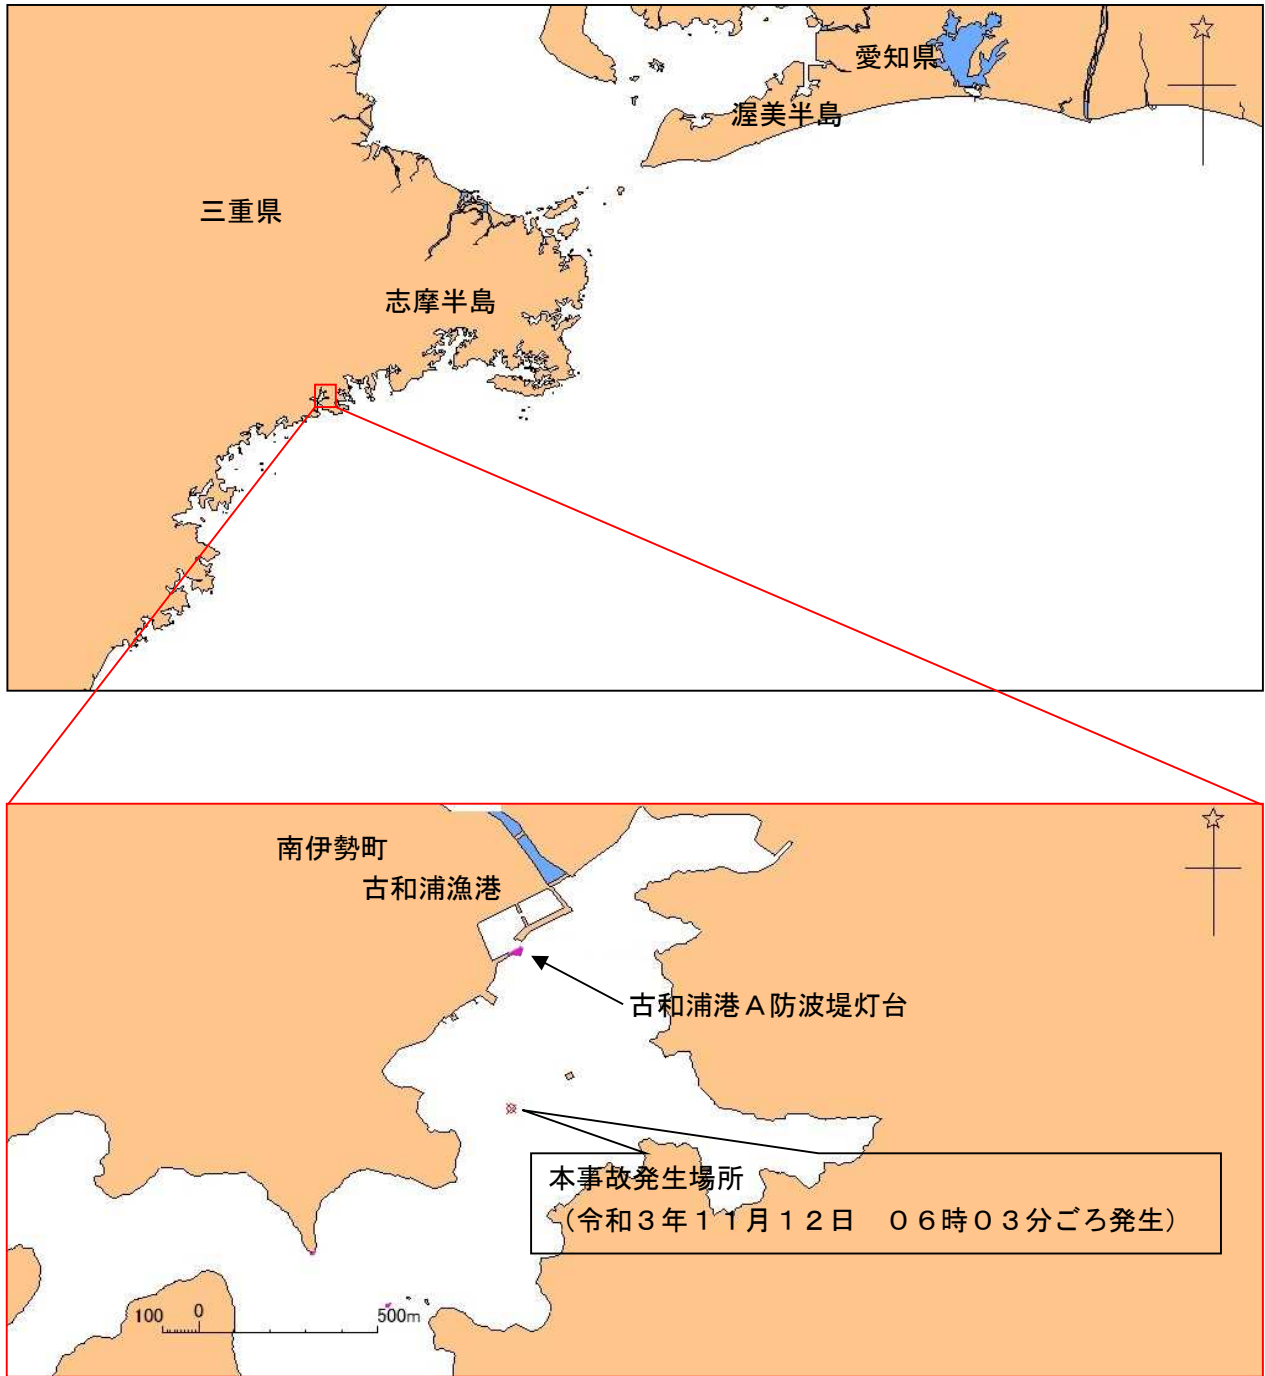 愛知県
渥美半島
三重県
志摩半島
南伊勢町
古和浦漁港
古和浦港A防波堤灯台
本事故発生場所
(令和3年11月12日 06時03分ごろ発生)
100 0 500m